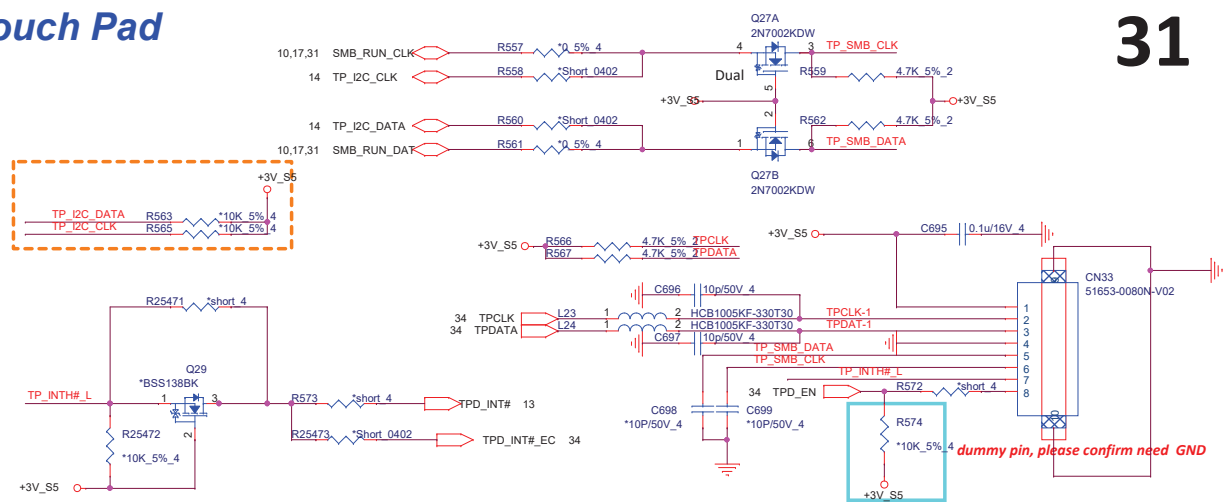 ouch Pad
31
Q27A
2N7002KDW
10,17,31 SMB_RUN_CLK R557 *0_5%_4 4 3 TP_SMB_CLK
14 TP_I2C_CLK R558 *Short_0402 Dual R559 4.7K_5%_2
5
+3V_S5 +3V_S5
2
14 TP_I2C_DATA R560 *Short_0402 R562 4.7K_5%_2
10,17,31 SMB_RUN_DAT R561 *0_5%_4 1 6 TP_SMB_DATA
Q27B
2N7002KDW
+3V_S5
TP_I2C_DATA R563 *10K_5%_4
TP_I2C_CLK R565 *10K_5%_4
+3V_S5 R566 4.7K_5%_2 TPCLK
R567 4.7K_5%_2 TPDATA
+3V_S5 C695 0.1u/16V_4
CN33
51653-0080N-V02
9
R25471 *short_4
C696 10p/50V_4
34 TPCLK L23 1 2 HCB1005KF-330T30 TPCLK-1
34 TPDATA L24 1 2 HCB1005KF-330T30 TPDAT-1
C697 10p/50V_4
TP_SMB_DATA
TP_SMB_CLK
TP_INTH#_L
1
2
3
4
5
6
7
8
10
Q29
*BSS138BK
TP_INTH#_L 1 3
2
R573 *short_4 TPD_INT# 13
R25473 *Short_0402 TPD_INT#_EC 34
R25472
*10K_5%_4
+3V_S5
34 TPD_EN R572 *short_4
C698 C699
*10P/50V_4 *10P/50V_4
R574
*10K_5%_4
+3V_S5
dummy pin, please confirm need GND